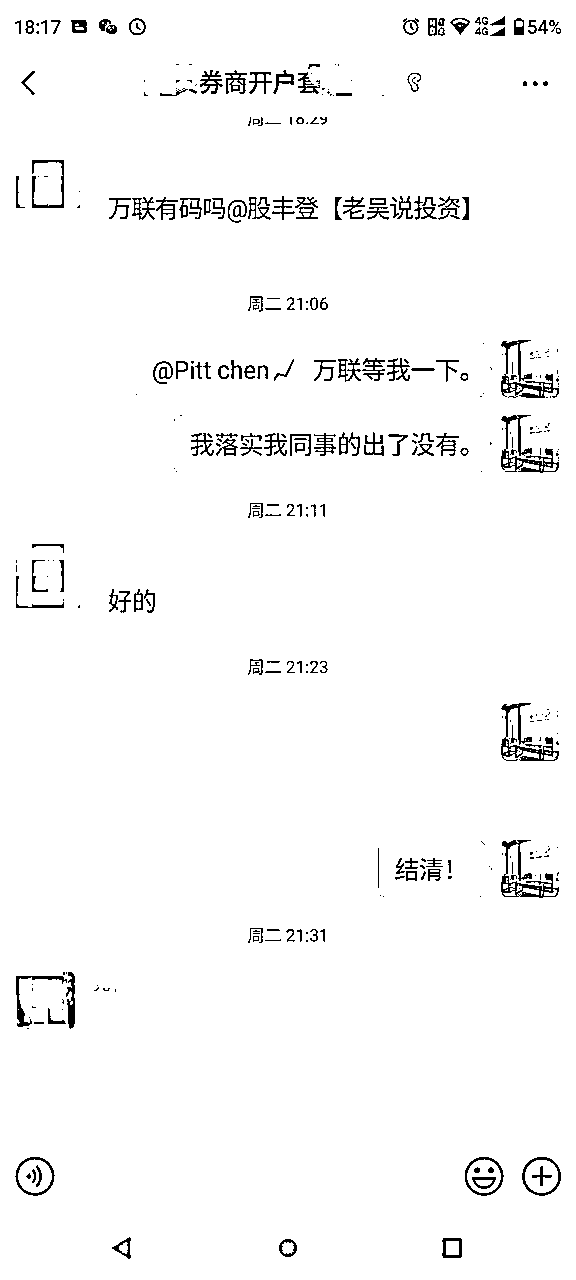 18:17
4G
4G
54%
券商开户套
周二 18:29
万联有码吗@股丰登【老吴说投资】
周二 21:06
@Pitt chen 万联等我一下。
我落实我同事的出了没有。
周二 21:11
好的
周二 21:23
结清！
周二 21:31